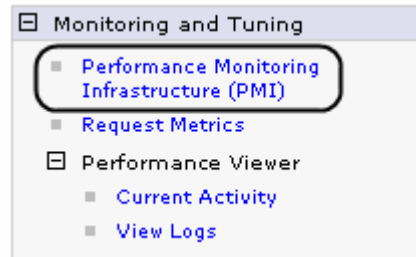 Monitoring and Tuning
Performance Monitoring
Infrastructure (PMI)
Request Metrics
Performance Viewer
Current Activity
View Logs